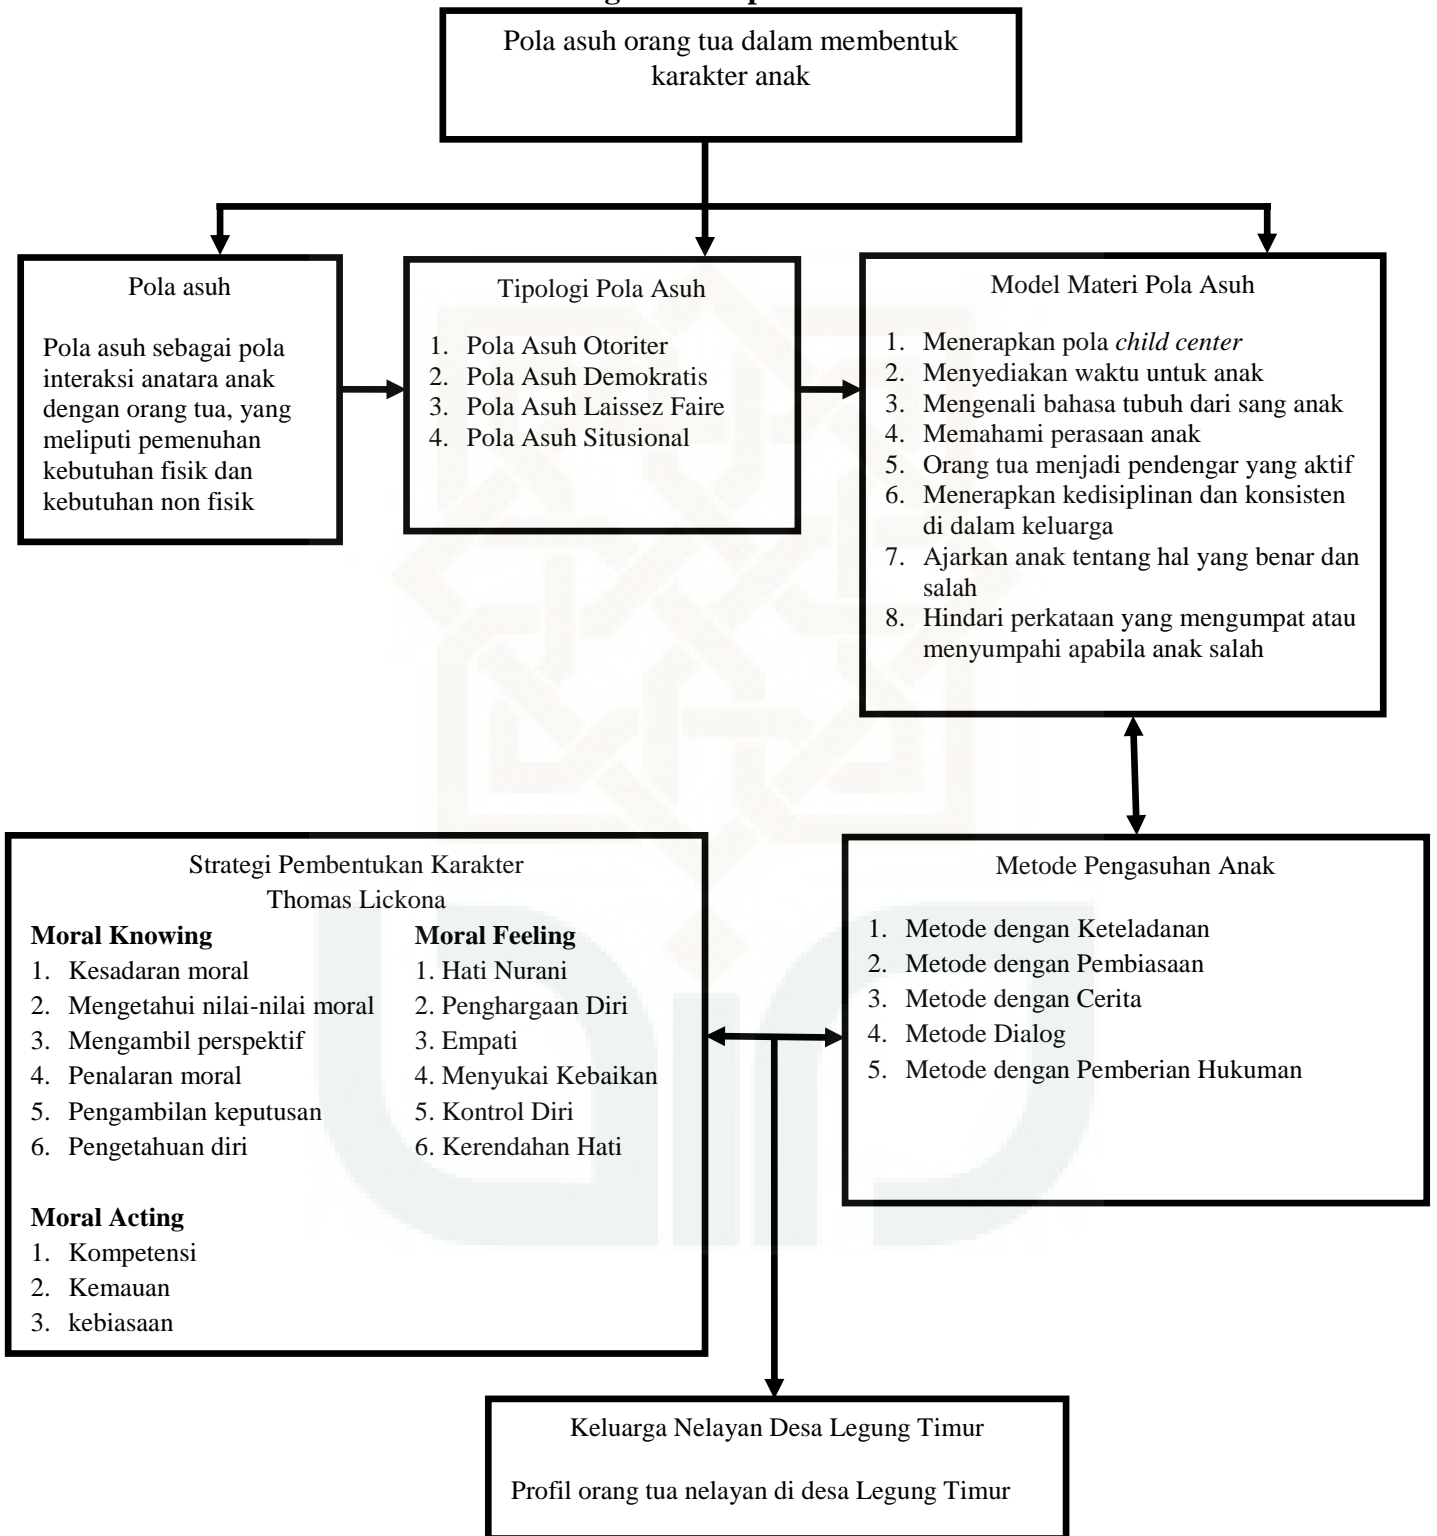 Pola asuh orang tua dalam membentuk
karakter anak
Pola asuh
Pola asuh sebagai pola
interaksi anatara anak
dengan orang tua, yang
meliputi pemenuhan
kebutuhan fisik dan
kebutuhan non fisik
Tipologi Pola Asuh
1. Pola Asuh Otoriter
2. Pola Asuh Demokratis
3. Pola Asuh Laissez Faire
4. Pola Asuh Situsional
Model Materi Pola Asuh
1. Menerapkan pola child center
2. Menyediakan waktu untuk anak
3. Mengenali bahasa tubuh dari sang anak
4. Memahami perasaan anak
5. Orang tua menjadi pendengar yang aktif
6. Menerapkan kedisiplinan dan konsisten
di dalam keluarga
7. Ajarkan anak tentang hal yang benar dan
salah
8. Hindari perkataan yang mengumpat atau
menyumpahi apabila anak salah
Strategi Pembentukan Karakter
Thomas Lickona
Moral Knowing
1. Kesadaran moral
2. Mengetahui nilai-nilai moral
3. Mengambil perspektif
4. Penalaran moral
5. Pengambilan keputusan
6. Pengetahuan diri
Moral Feeling
1. Hati Nurani
2. Penghargaan Diri
3. Empati
4. Menyukai Kebaikan
5. Kontrol Diri
6. Kerendahan Hati
Moral Acting
1. Kompetensi
2. Kemauan
3. kebiasaan
Metode Pengasuhan Anak
1. Metode dengan Keteladanan
2. Metode dengan Pembiasaan
3. Metode dengan Cerita
4. Metode Dialog
5. Metode dengan Pemberian Hukuman
Keluarga Nelayan Desa Legung Timur
Profil orang tua nelayan di desa Legung Timur